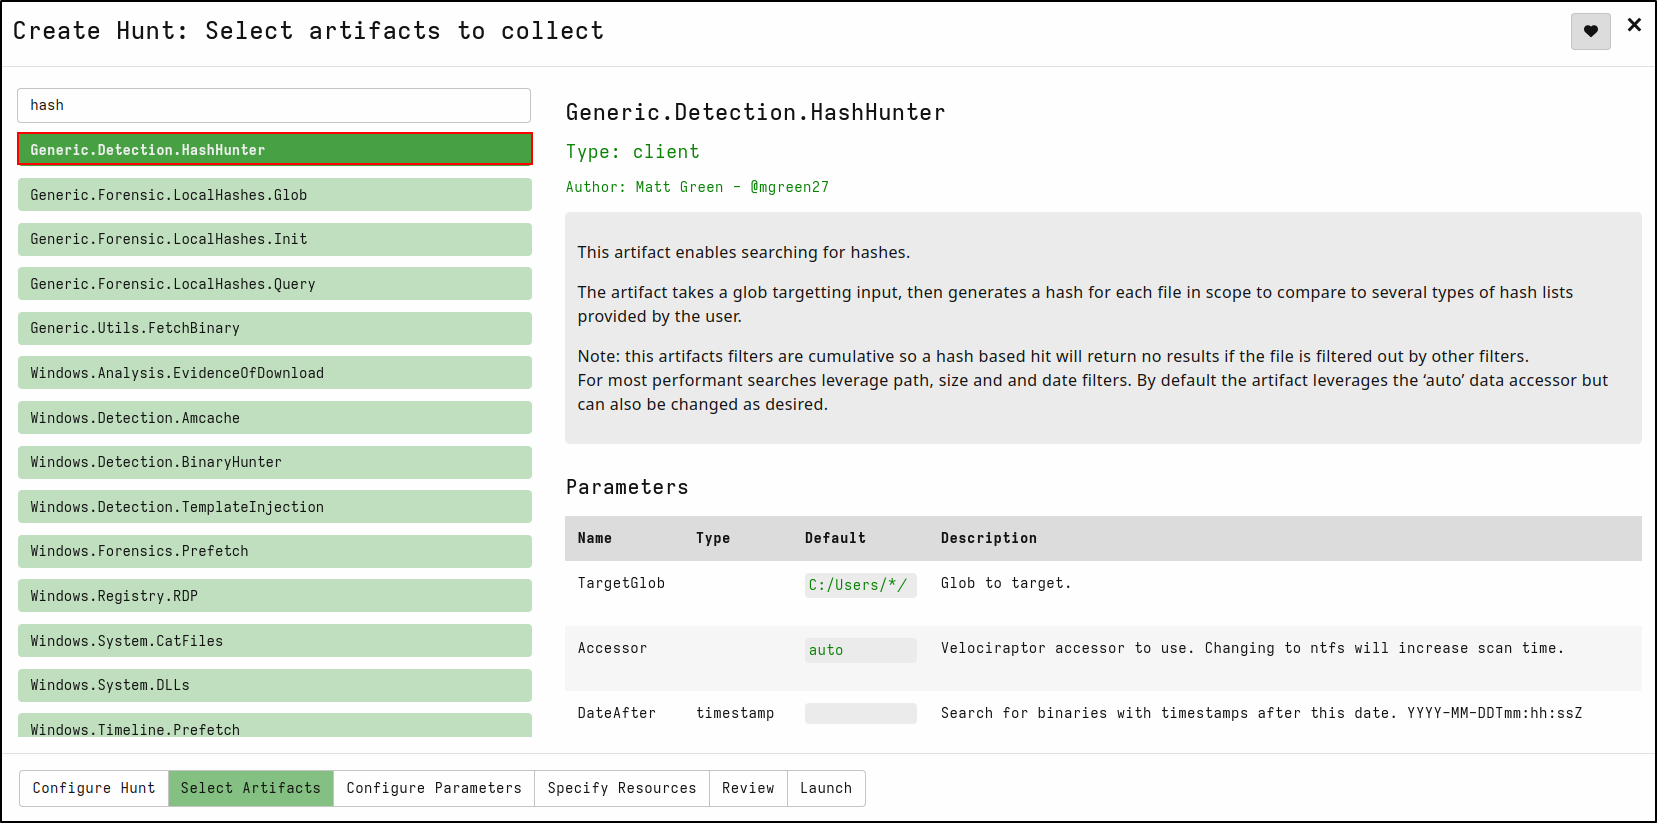 Create Hunt: Select artifacts to collect
hash
Generic.Detection.HashHunter
Generic.Forensic.LocalHashes.Glob
Generic.Forensic.LocalHashes.Init
Generic.Forensic.LocalHashes.Query
Generic.Utils.FetchBinary
Windows.Analysis.EvidenceOfDownload
Windows.Detection.Amcache
Windows.Detection.BinaryHunter
Windows.Detection.TemplateInjection
Windows.Forensics.Prefetch
Windows.Registry.RDP
Windows.System.CatFiles
Windows.System.DLLs
Windows.Timeline.Prefetch
Generic.Detection.HashHunter
Type: client
Author: Matt Green - @mgreen27
This artifact enables searching for hashes.
The artifact takes a glob targetting input, then generates a hash for each file in scope to compare to several types of hash lists
provided by the user.
Note: this artifacts filters are cumulative so a hash based hit will return no results if the file is filtered out by other filters.
For most performant searches leverage path, size and and date filters. By default the artifact leverages the ‘auto’ data accessor but
can also be changed as desired.
Parameters
Name Type Default Description
TargetGlob C:/Users/*/ Glob to target.
Accessor auto Velociraptor accessor to use. Changing to ntfs will increase scan time.
DateAfter timestamp Search for binaries with timestamps after this date. YYYY-MM-DDTmm:hh:ssZ
Configure Hunt Select Artifacts Configure Parameters Specify Resources Review Launch